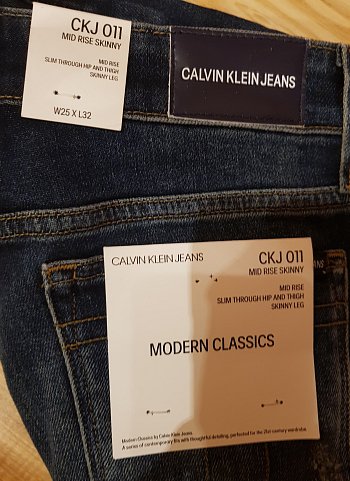 CKJ 011
MID RISE SKINNY
MID RISE
SLIM THROUGH HIP AND THIGH
SKINNY LEG
W25 X L32
CALVIN KLEIN JEANS
CALVIN KLEIN JEANS
CKJ 011
MID RISE SKINNY
MID RISE
SLIM THROUGH HIP AND THIGH
SKINNY LEG
MODERN CLASSICS
Modern Classics by Calvin Klein Jeans.
A series of contemporary fits with thoughtful detailing, perfected for the 21st century wardrobe.